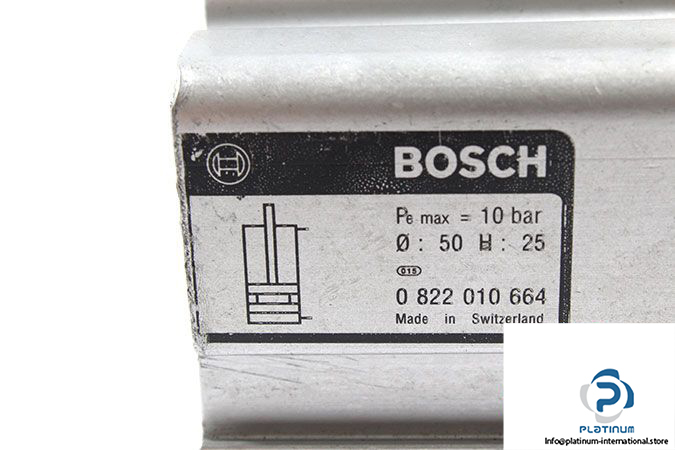 BOSCH
Pe max = 10 bar
Ø : 50 H : 25
015
0 822 010 664
Made in Switzerland
PLATINUM
Info@platinum-international.store